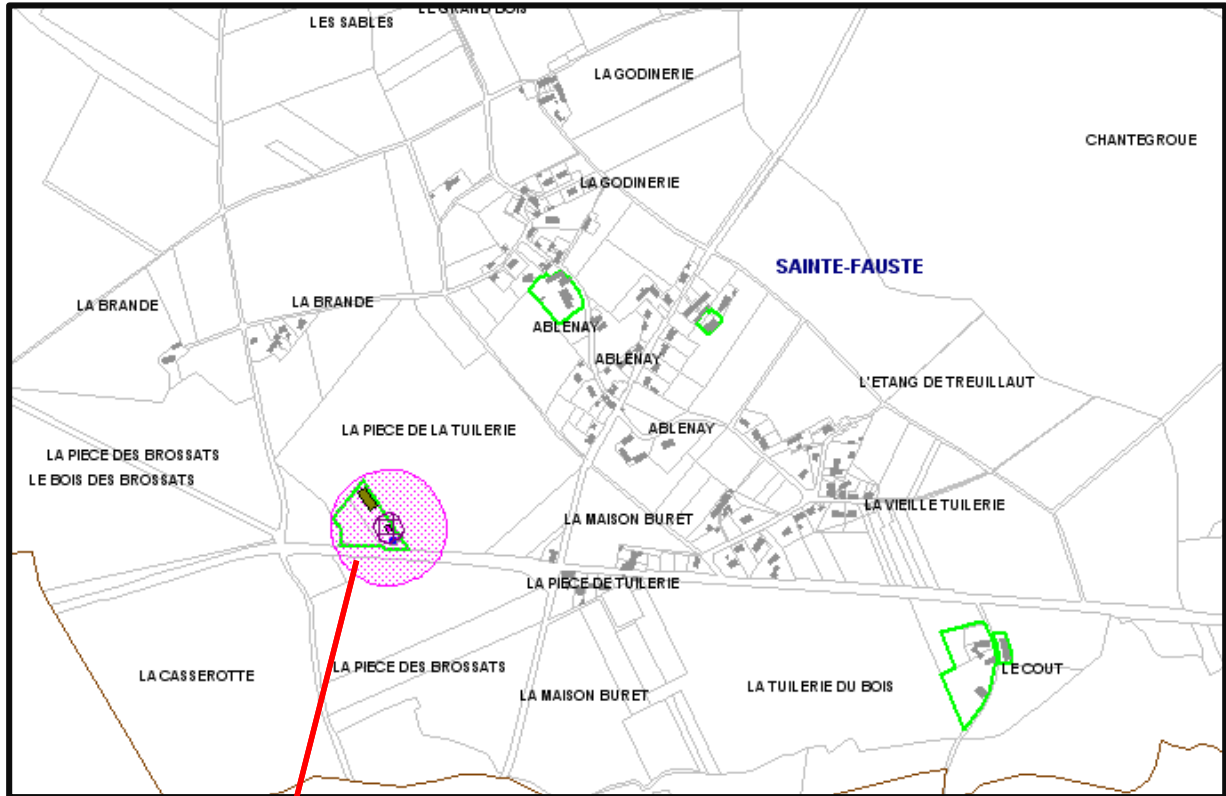 LE GRAND BOIS
LES SABLES
LA GODINERIE
CHANTEGROUE
LA GODINERIE
SAINTE-FAUSTE
LA BRANDE
LA BRANDE
ABLENAY
ABLENAY
L'ETANG DE TREUILLAUT
LA PIECE DE LA TUILERIE
ABLENAY
LA PIECE DES BROSSATS
LE BOIS DES BROSSATS
LA VIEILLE TUILERIE
LA MAISON BURET
LA PIECE DE TUILERIE
LA PIECE DES BROSSATS
LE COUT
LA CASSEROTTE
LA TUILERIE DU BOIS
LA MAISON BURET